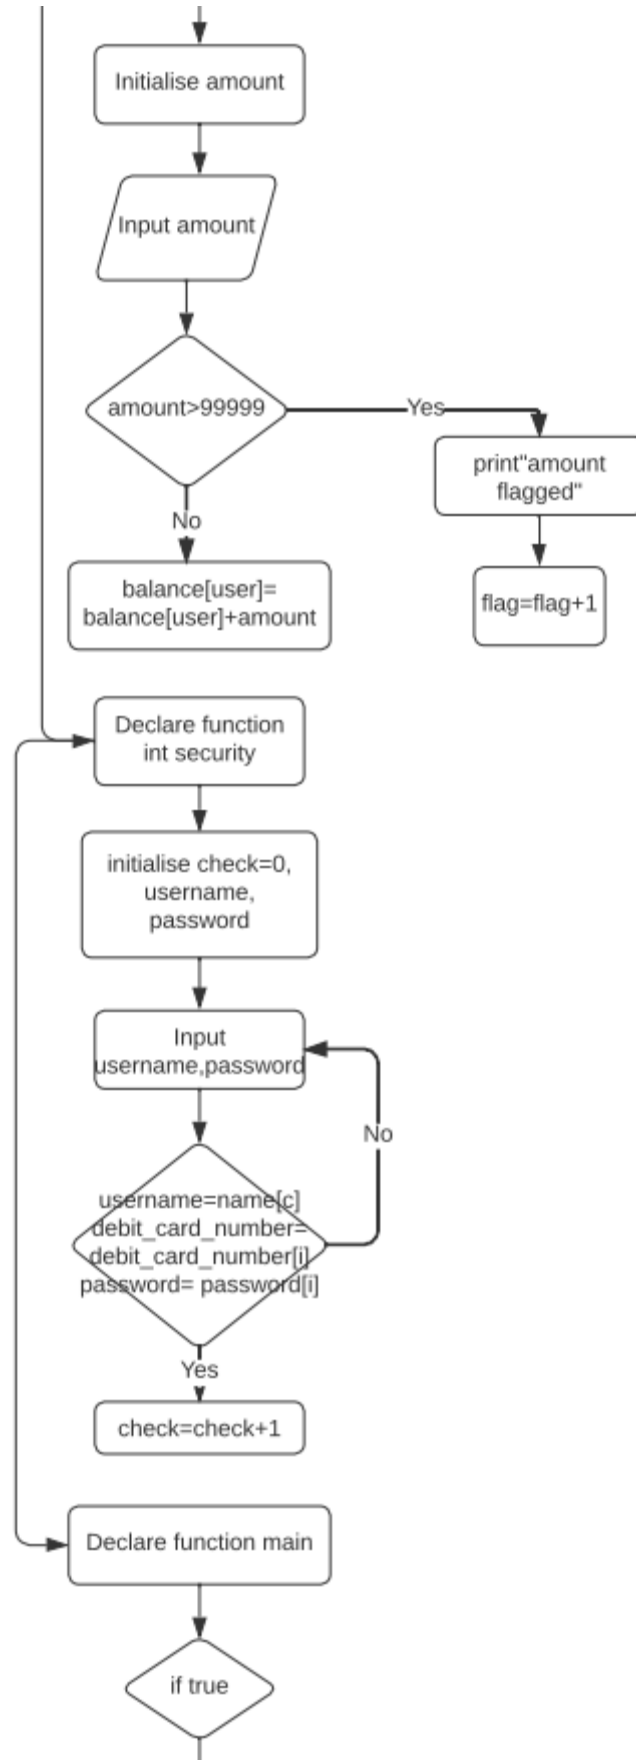 Initialise amount
Input amount
amount>99999
Yes
print"amount
flagged"
No
flag=flag+1
balance[user]=
balance[user]+amount
Declare function
int security
initialise check=0,
username,
password
Input
username,password
No
username=name[c]
debit_card_number=
debit_card_number[i]
password= password[i]
Yes
check=check+1
Declare function main
if true